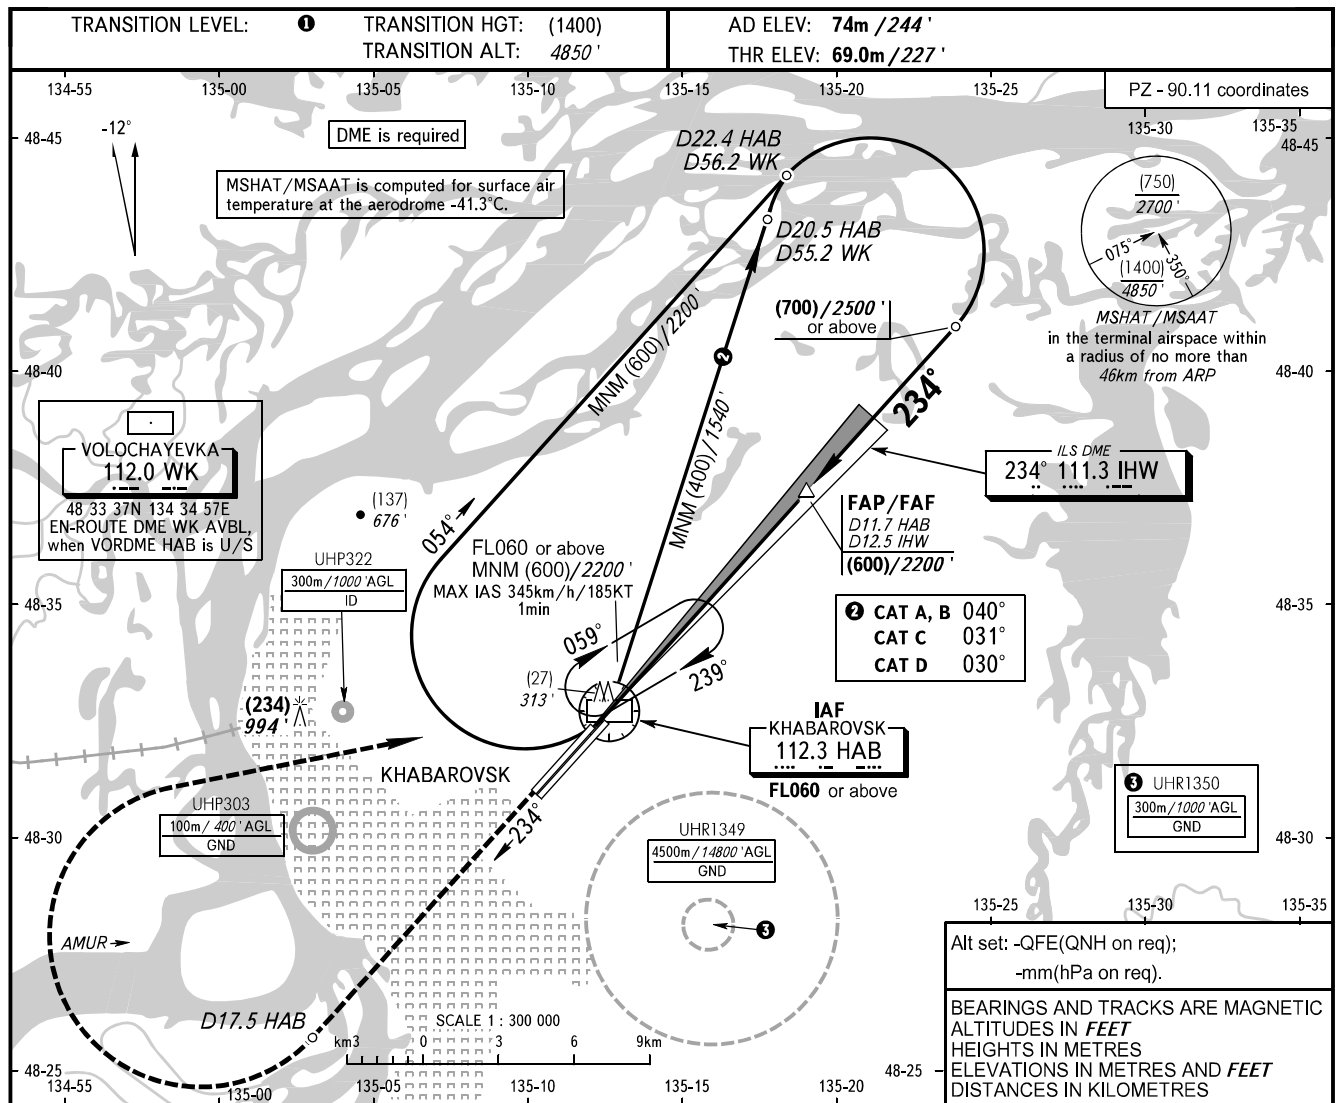 TRANSITION LEVEL: ❶ TRANSITION HGT: (1400)
TRANSITION ALT: 4850 '
AD ELEV: 74m / 244 '
THR ELEV: 69.0m / 227 '
134-55 135-00 135-05 135-10 135-15 135-20 135-25
PZ - 90.11 coordinates
135-30 135-35
48-45
48-45
-12°
DME is required
MSHAT/MSAAT is computed for surface air
temperature at the aerodrome -41.3°C.
D22.4 HAB
D56.2 WK
D20.5 HAB
D55.2 WK
(750)
2700 '
075°
350°
(1400)
4850 '
MSHAT/MSAAT
in the terminal airspace within
a radius of no more than
46km from ARP
(700)/2500 '
or above
MNM (600)/2200 '
❷
MNM (400)/1540 '
48-40
48-40
234°
VOLOCHAYEVKA
112.0 WK
48 33 37N 134 34 57E
EN-ROUTE DME WK AVBL,
when VORDME HAB is U/S
ILS DME
234° 111.3 IHW
(137)
676 '
054°
FAP/FAF
D11.7 HAB
D12.5 IHW
(600)/2200 '
UHP322
300m/1000 'AGL
ID
FL060 or above
MNM (600)/2200 '
MAX IAS 345km/h/185KT
1min
48-35
48-35
❷ CAT A, B 040°
CAT C 031°
CAT D 030°
059°
239°
(27)
313 '
(234)
994 '
IAF
KHABAROVSK
112.3 HAB
FL060 or above
KHABAROVSK
234°
UHP303
100m/ 400 'AGL
GND
UHR1349
4500m/14800 'AGL
GND
❸ UHR1350
300m/1000 'AGL
GND
48-30
48-30
135-25 135-30 135-35
❸
AMUR
D17.5 HAB
SCALE 1 : 300 000
km3 0 3 6 9km
Alt set: -QFE(QNH on req);
-mm(hPa on req).
BEARINGS AND TRACKS ARE MAGNETIC
ALTITUDES IN FEET
HEIGHTS IN METRES
ELEVATIONS IN METRES AND FEET
DISTANCES IN KILOMETRES
48-25
48-25
134-55 135-00 135-05 135-10 135-15 135-20